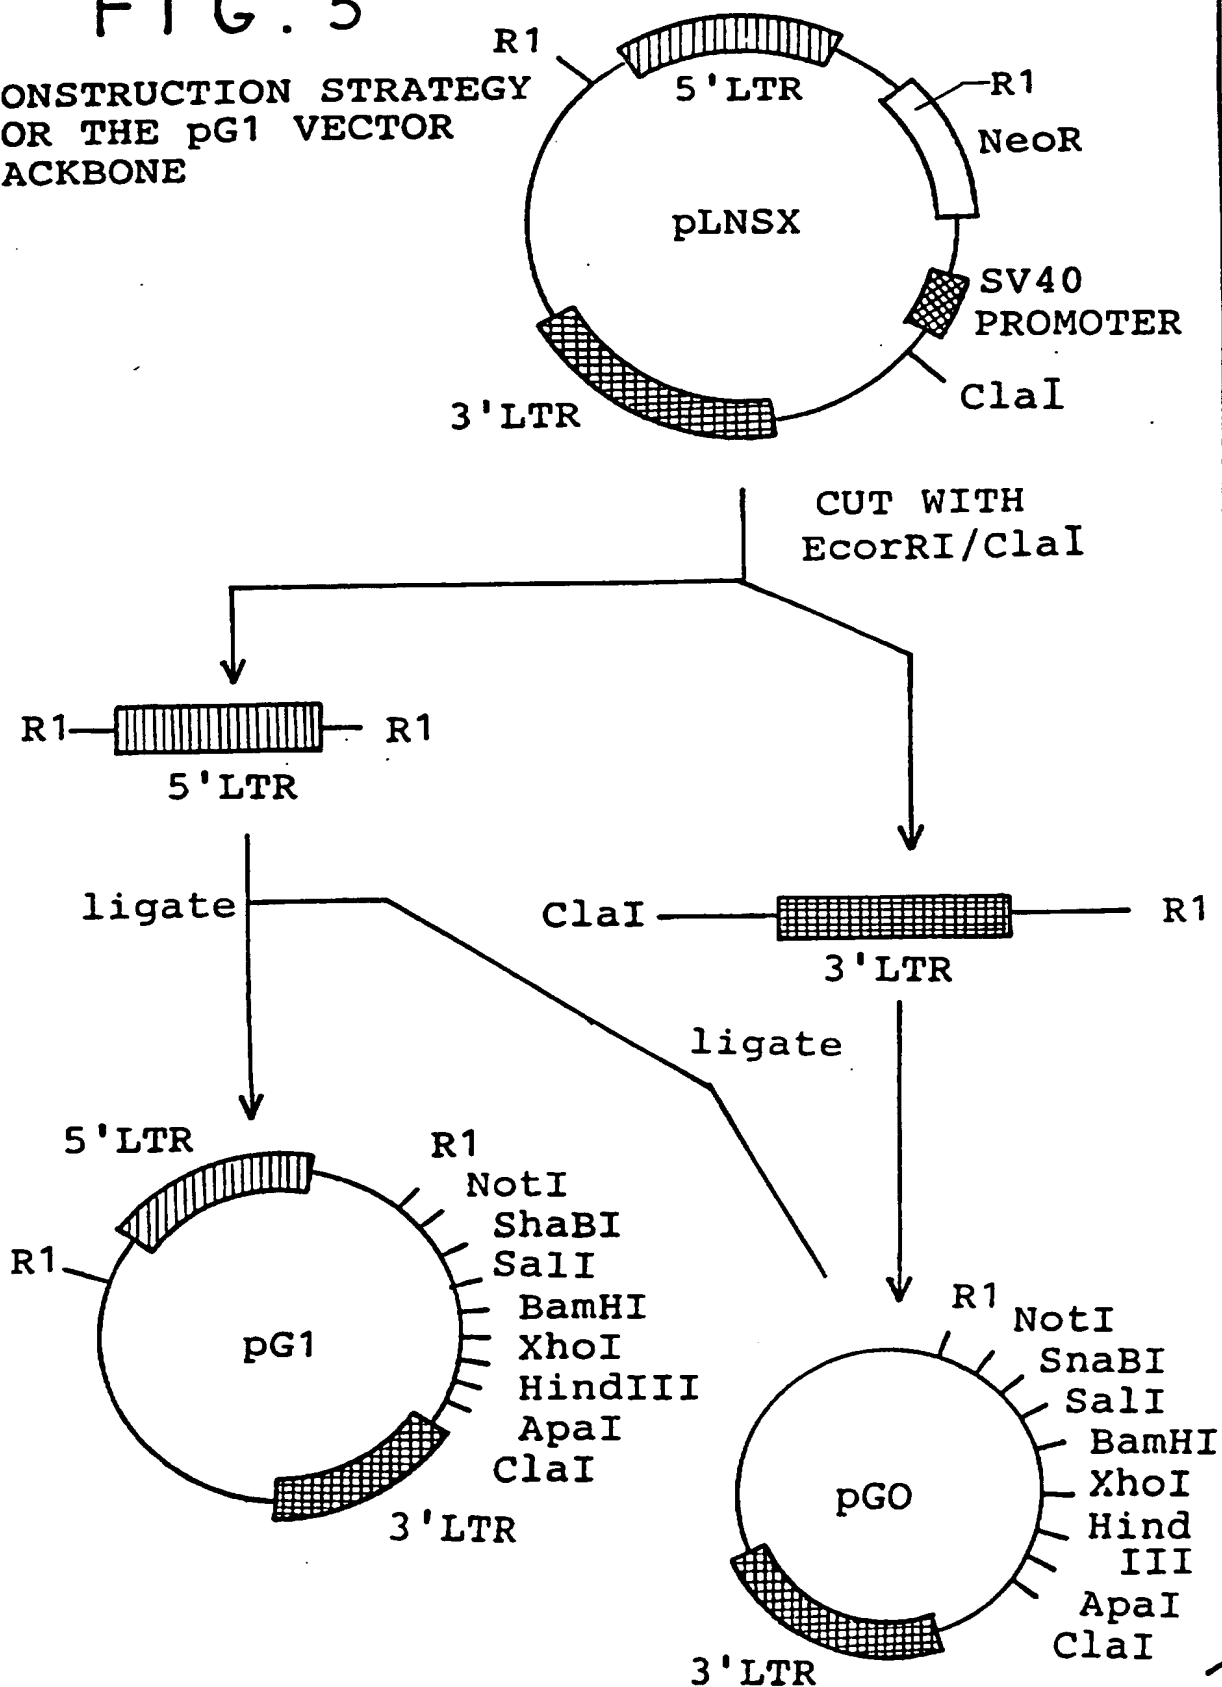 FIG. 5
ONSTRUCTION STRATEGY
OR THE pG1 VECTOR
ACKBONE
R1
5'LTR
R1
NeoR
pLNSX
SV40
PROMOTER
ClaI
3'LTR
CUT WITH
EcorRI/ClaI
R1
R1
5'LTR
ligate
ClaI
R1
3'LTR
ligate
5'LTR
R1
NotI
ShaBI
SalI
BamHI
XhoI
HindIII
ApaI
ClaI
R1
pG1
3'LTR
R1
NotI
SnaBI
SalI
BamHI
XhoI
Hind
III
ApaI
ClaI
pGO
3'LTR